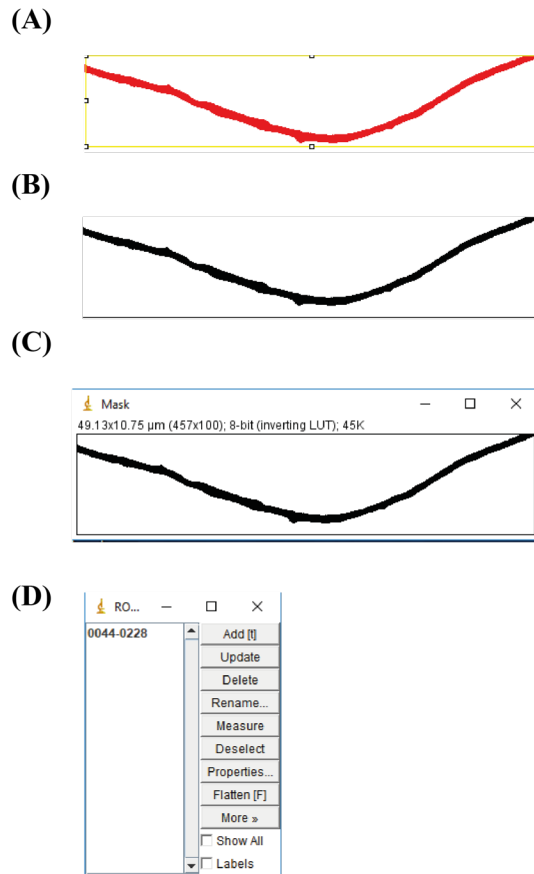 (A)
(B)
(C)
Mask
49.13x10.75 µm (457x100); 8-bit (inverting LUT); 45K
(D)
RO...
0044-0228
Add [t]
Update
Delete
Rename...
Measure
Deselect
Properties...
Flatten [F]
More »
Show All
Labels